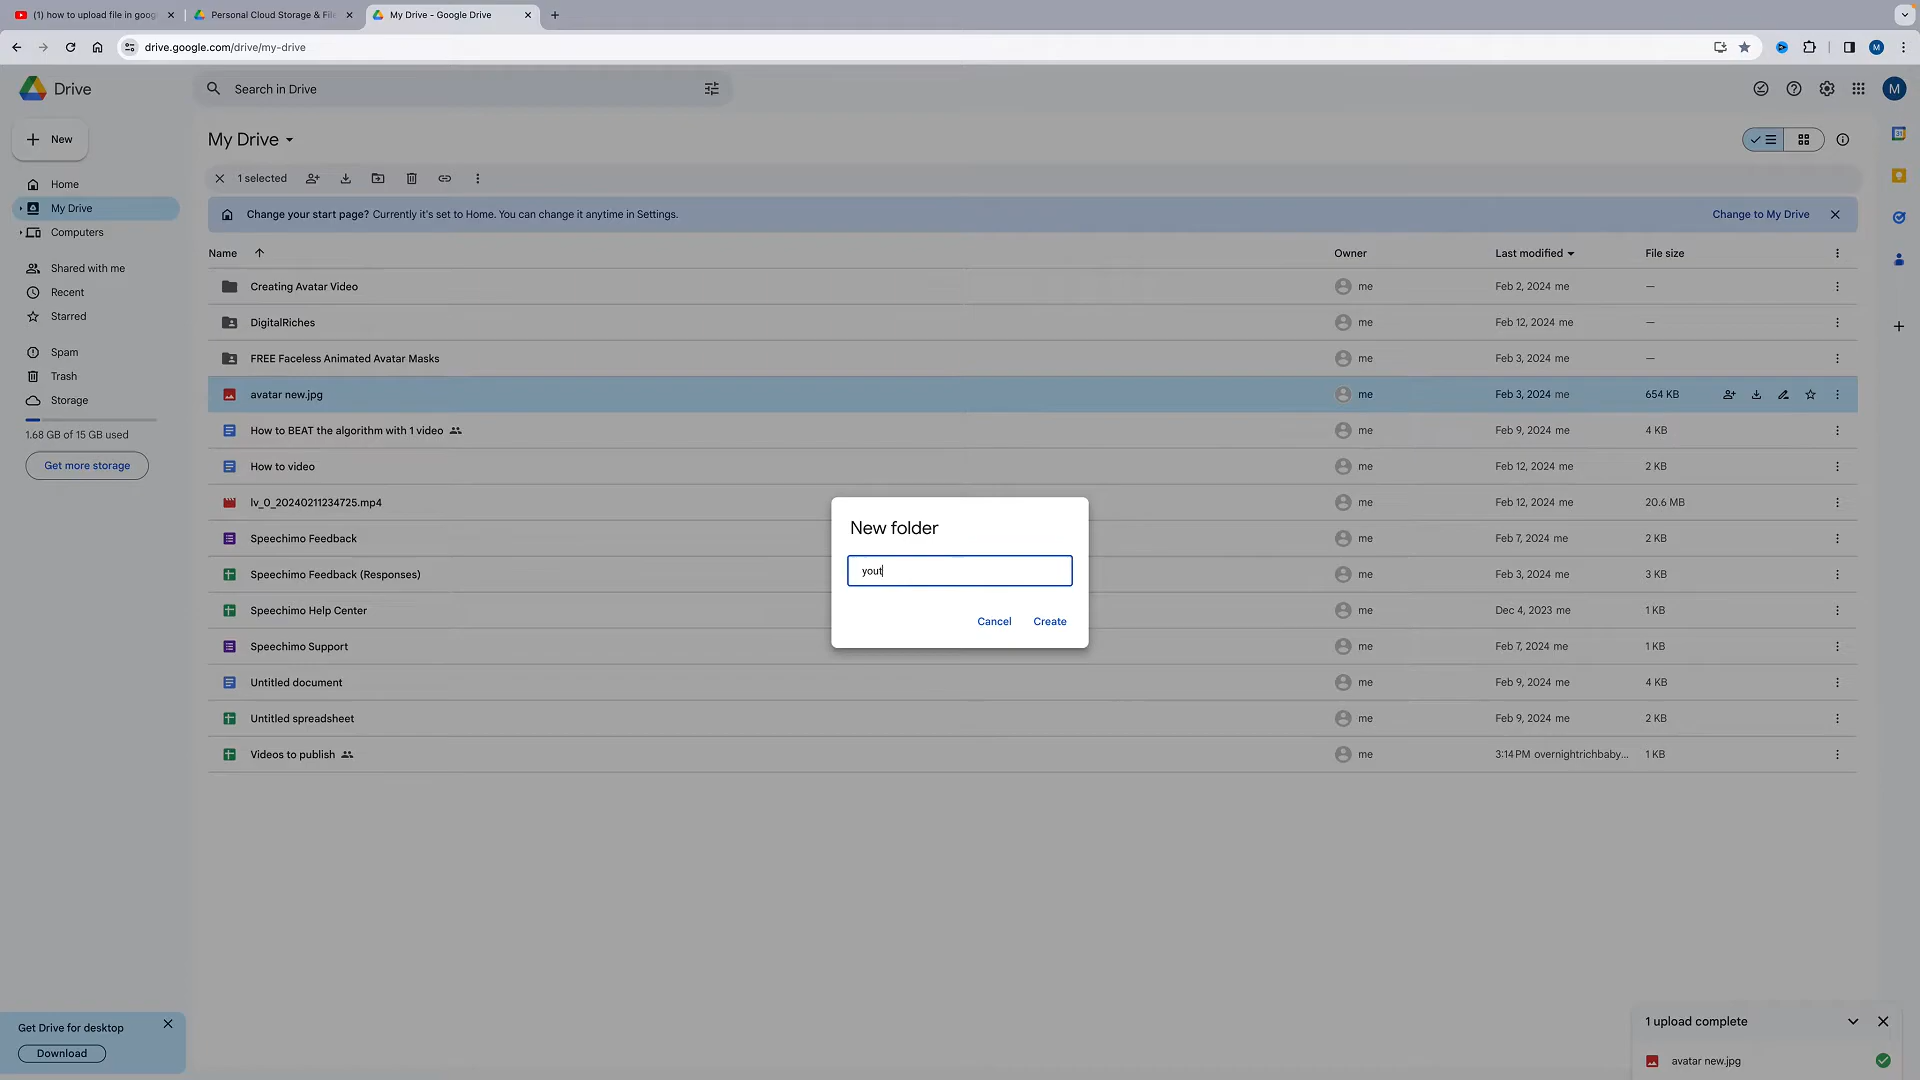 (1) how to upload file in goog
Personal Cloud Storage & File
My Drive - Google Drive
drive.google.com/drive/my-drive
M
Drive
Search in Drive
M
New
My Drive
31
1 selected
Home
My Drive
Computers
Shared with me
Recent
Starred
Spam
Trash
Storage
1.68 GB of 15 GB used
Get more storage
Change your start page? Currently it's set to Home. You can change it anytime in Settings.
Change to My Drive
Name Owner Last modified File size
Creating Avatar Video me Feb 2, 2024 me —
DigitalRiches me Feb 12, 2024 me —
FREE Faceless Animated Avatar Masks me Feb 3, 2024 me —
avatar new.jpg me Feb 3, 2024 me 654 KB
How to BEAT the algorithm with 1 video me Feb 9, 2024 me 4 KB
How to video me Feb 12, 2024 me 2 KB
lv_0_20240211234725.mp4 me Feb 12, 2024 me 20.6 MB
Speechimo Feedback me Feb 7, 2024 me 2 KB
Speechimo Feedback (Responses) me Feb 3, 2024 me 3 KB
Speechimo Help Center me Dec 4, 2023 me 1 KB
Speechimo Support me Feb 7, 2024 me 1 KB
Untitled document me Feb 9, 2024 me 4 KB
Untitled spreadsheet me Feb 9, 2024 me 2 KB
Videos to publish me 3:14 PM overnightrichbaby... 1 KB
New folder
yout
Cancel Create
Get Drive for desktop
Download
1 upload complete
avatar new.jpg